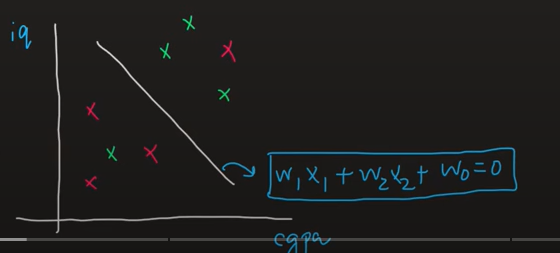 iq
w₁x₁ + w₂x₂ + w₀ = 0
cgpa